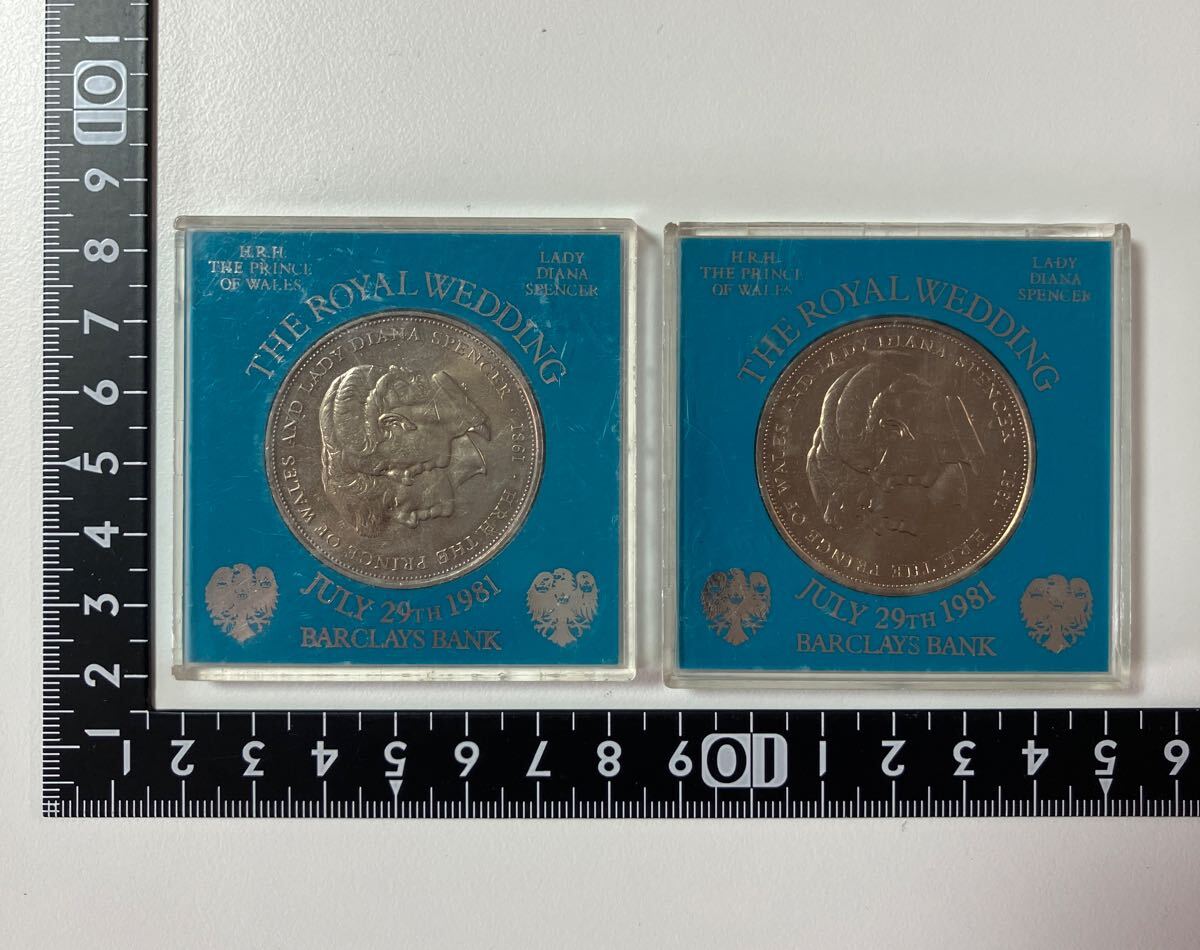 H.R.H.
THE PRINCE
OF WALES
LADY
DIANA
SPENCER
THE ROYAL WEDDING
H.R.H. THE PRINCE OF WALES AND LADY DIANA SPENCER · 1981 ·
JULY 29TH 1981
BARCLAYS BANK
H.R.H.
THE PRINCE
OF WALES
LADY
DIANA
SPENCER
THE ROYAL WEDDING
H.R.H. THE PRINCE OF WALES AND LADY DIANA SPENCER · 1981 ·
JULY 29TH 1981
BARCLAYS BANK
1
10
9
8
7
6
5
4
3
2
1
1 2 3 4 5 6 7 8 9 10 1 2 3 4 5 6